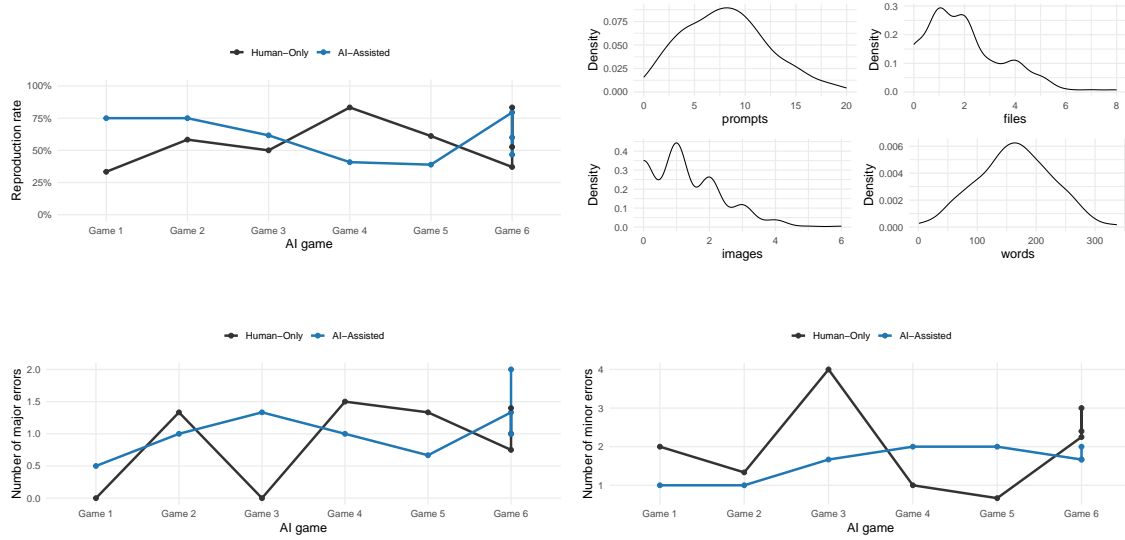 Human−Only AI−Assisted
100%
75%
50%
25%
0%
Reproduction rate
Game 1 Game 2 Game 3 Game 4 Game 5 Game 6
AI game
0.075
0.050
0.025
0.000
Density
0 5 10 15 20
prompts
0.3
0.2
0.1
0.0
Density
0 2 4 6 8
files
0.4
0.3
0.2
0.1
0.0
Density
0 2 4 6
images
0.006
0.004
0.002
0.000
Density
0 100 200 300
words
Human−Only AI−Assisted
2.0
1.5
1.0
0.5
0.0
Number of major errors
Game 1 Game 2 Game 3 Game 4 Game 5 Game 6
AI game
Human−Only AI−Assisted
4
3
2
1
Number of minor errors
Game 1 Game 2 Game 3 Game 4 Game 5 Game 6
AI game